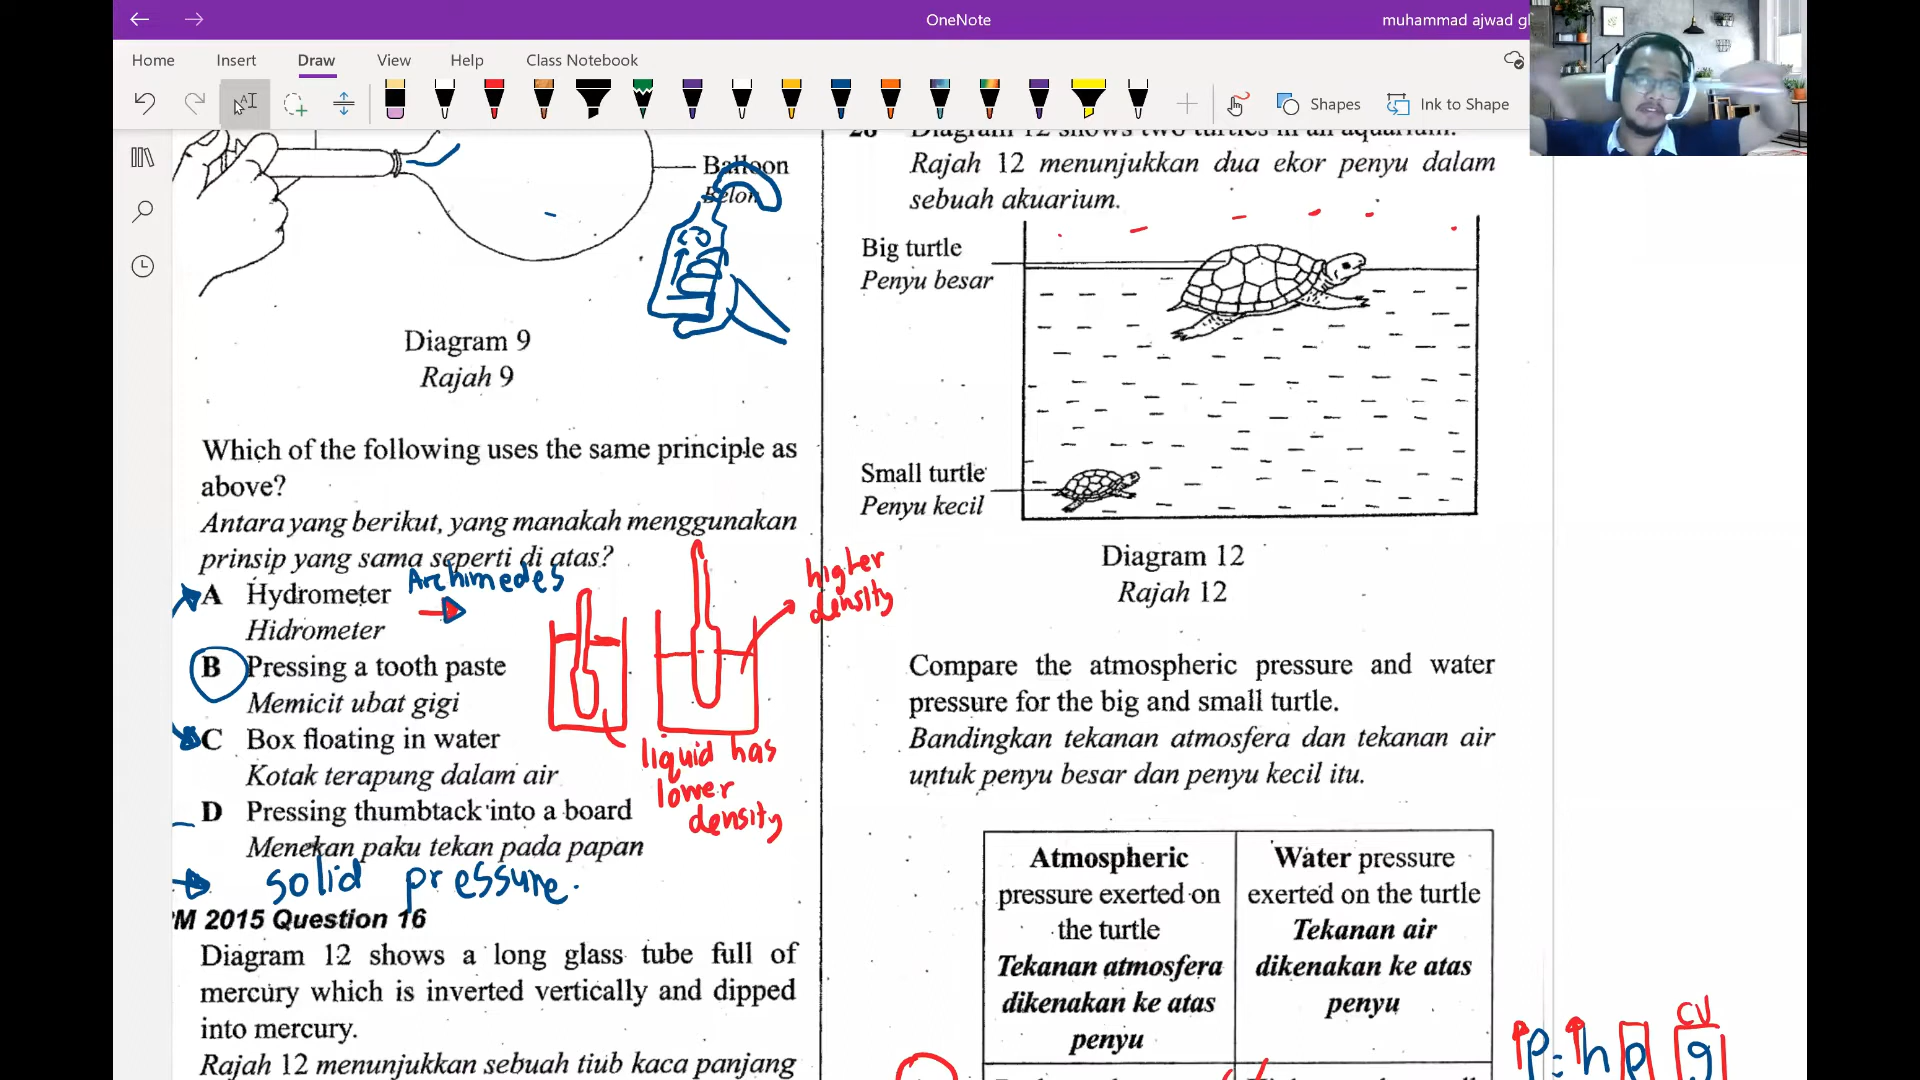 OneNote
muhammad ajwad
Home
Insert
Draw
View
Help
Class Notebook
Shapes
Ink to Shape
Balloon
Belon
Diagram 9
Rajah 9
Which of the following uses the same principle as
above?
Antara yang berikut, yang manakah menggunakan
prinsip yang sama seperti di atas?
A Hydrometer
Archimedes
Hidrometer
B Pressing a tooth paste
Memicit ubat gigi
C Box floating in water
Kotak terapung dalam air
D Pressing thumbtack into a board
Menekan paku tekan pada papan
solid pressure.
higher
density
liquid has
lower
density
PM 2015 Question 16
Diagram 12 shows a long glass tube full of
mercury which is inverted vertically and dipped
into mercury.
Rajah 12 menunjukkan sebuah tiub kaca panjang
Diagram 12 shows two turtles in an aquarium.
Rajah 12 menunjukkan dua ekor penyu dalam
sebuah akuarium.
Big turtle
Penyu besar
Small turtle
Penyu kecil
Diagram 12
Rajah 12
Compare the atmospheric pressure and water
pressure for the big and small turtle.
Bandingkan tekanan atmosfera dan tekanan air
untuk penyu besar dan penyu kecil itu.
Atmospheric
pressure exerted on
the turtle
Tekanan atmosfera
dikenakan ke atas
penyu
Water pressure
exerted on the turtle
Tekanan air
dikenakan ke atas
penyu
↑P = ↑h ρ g